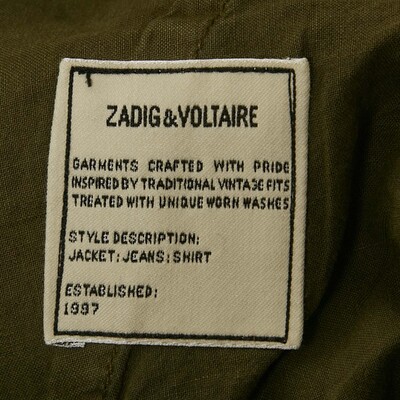 ZADIG&VOLTAIRE
GARMENTS CRAFTED WITH PRIDE
INSPIRED BY TRADITIONAL VINTAGE FITS
TREATED WITH UNIQUE WORN WASHES
STYLE DESCRIPTION:
JACKET; JEANS; SHIRT
ESTABLISHED:
1997